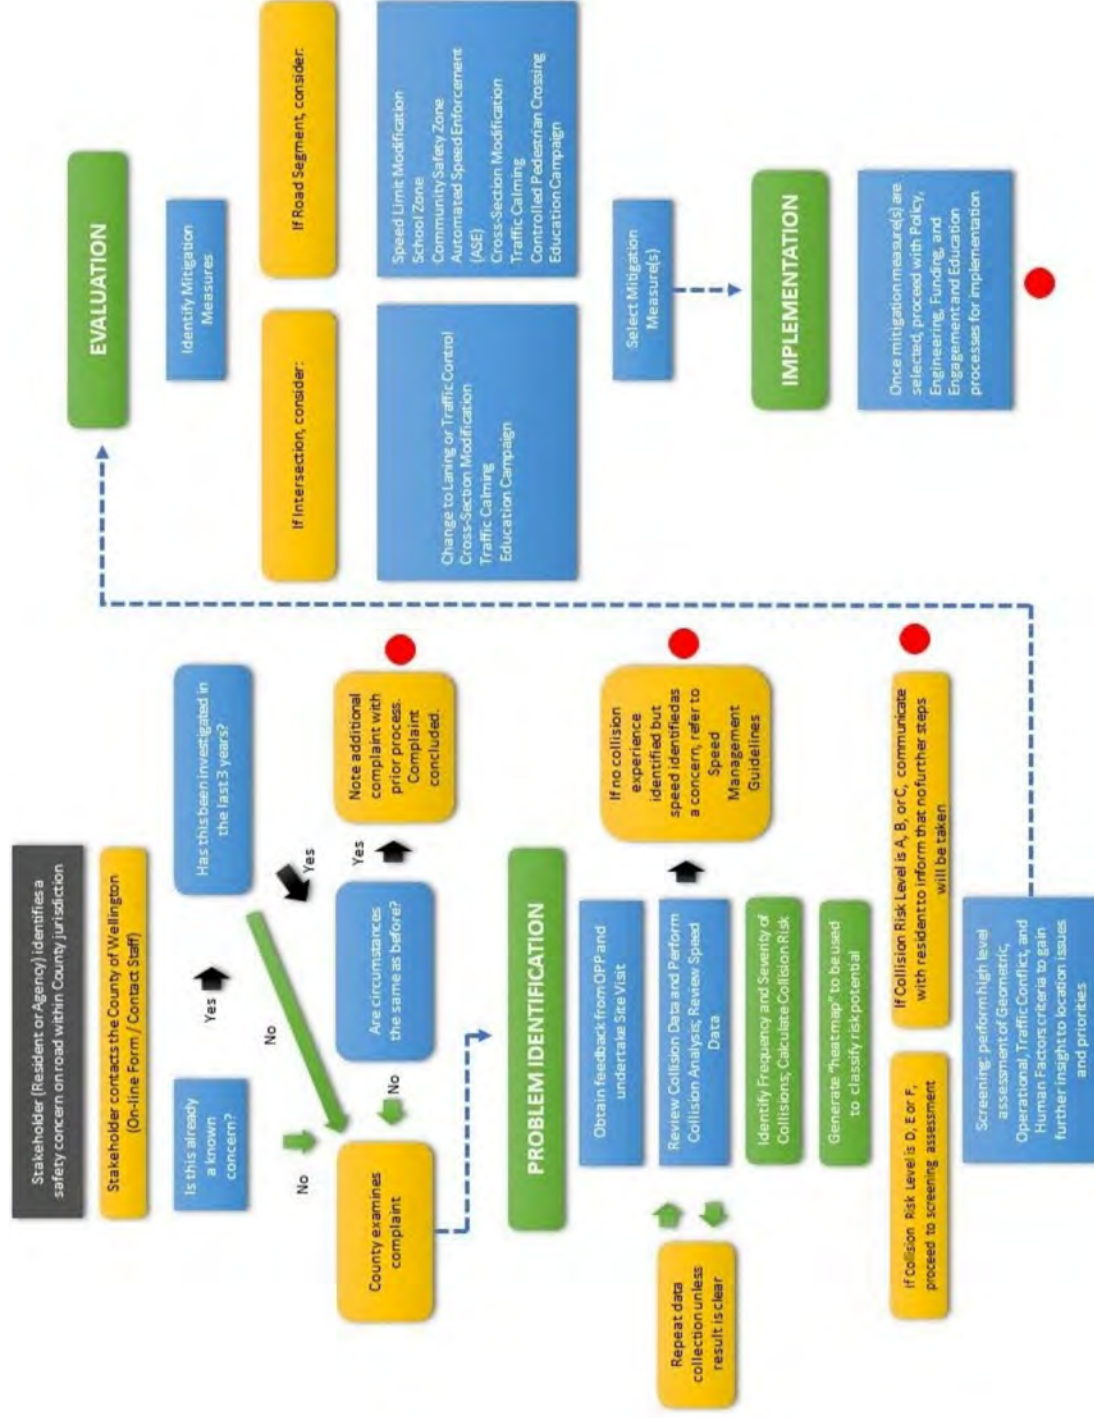 Stakeholder (Resident or Agency) identifies a
safety concern on road within County jurisdiction
Stakeholder contacts the County of Wellington
(On-line Form / Contact Staff)
Is this already
a known
concern?
Yes
Has this been investigated in
the last 3 years?
No
No
Yes
County examines
complaint
No
Are circumstances
the same as before?
Yes
Note additional
complaint with
prior process.
Complaint
concluded.
PROBLEM IDENTIFICATION
Obtain feedback from OPP and
undertake Site Visit
Repeat data
collection unless
result is clear
Review Collision Data and Perform
Collision Analysis; Review Speed
Data
If no collision
experience
identified but
speed identifiedas
a concern, refer to
Speed
Management
Guidelines
Identify Frequency and Severity of
Collisions; Calculate Collision Risk
Generate "heatmap" to be used
to classify risk potential
If Collision Risk Level is D, E or F,
proceed to screening assessment
If Collision Risk Level is A, B, or C, communicate
with resident to inform that no further steps
will be taken
Screening: perform high level
assessment of Geometric,
Operational, Traffic Conflict, and
Human Factors criteria to gain
further insight to location issues
and priorities
EVALUATION
Identify Mitigation
Measures
If Intersection, consider:
Change to Laning or Traffic Control
Cross-Section Modification
Traffic Calming
Education Campaign
If Road Segment, consider:
Speed Limit Modification
School Zone
Community Safety Zone
Automated Speed Enforcement
(ASE)
Cross-Section Modification
Traffic Calming
Controlled Pedestrian Crossing
Education Campaign
Select Mitigation
Measure(s)
IMPLEMENTATION
Once mitigation measure(s) are
selected, proceed with Policy,
Engineering, Funding, and
Engagement and Education
processes for implementation